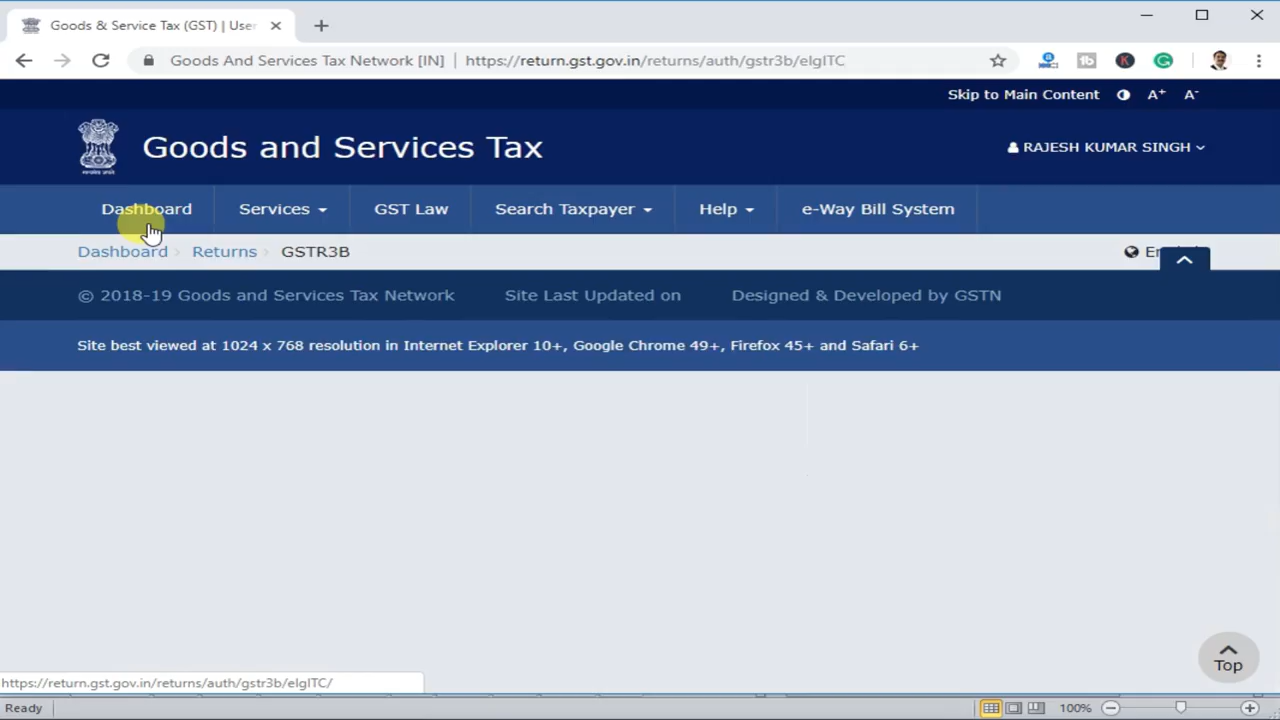 Goods & Service Tax (GST) | User
Goods And Services Tax Network [IN] | https://return.gst.gov.in/returns/auth/gstr3b/elgITC
Skip to Main Content A+ A-
Goods and Services Tax
RAJESH KUMAR SINGH
Dashboard Services GST Law Search Taxpayer Help e-Way Bill System
Dashboard > Returns > GSTR3B
© 2018-19 Goods and Services Tax Network Site Last Updated on Designed & Developed by GSTN
Site best viewed at 1024 x 768 resolution in Internet Explorer 10+, Google Chrome 49+, Firefox 45+ and Safari 6+
Top
https://return.gst.gov.in/returns/auth/gstr3b/elgITC/
Ready 100%